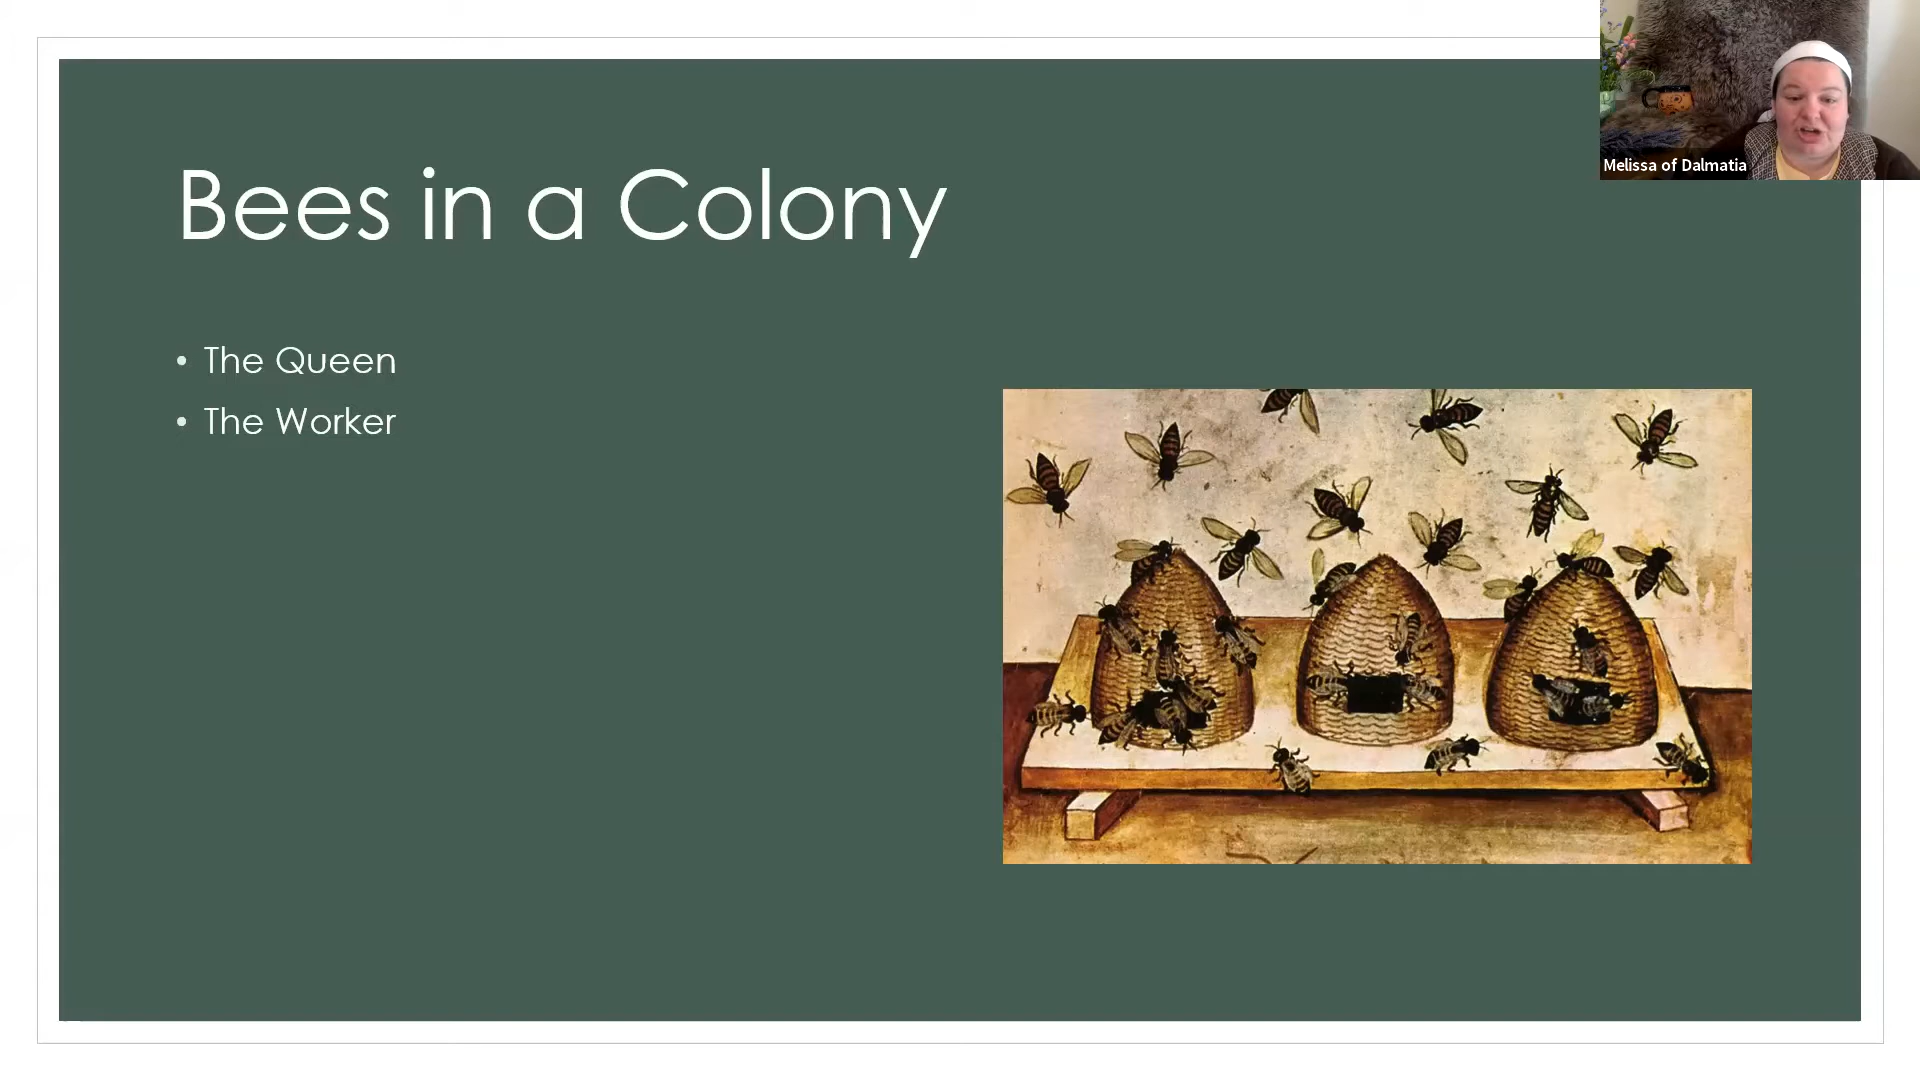 Bees in a Colony
• The Queen
• The Worker
Melissa of Dalmatia